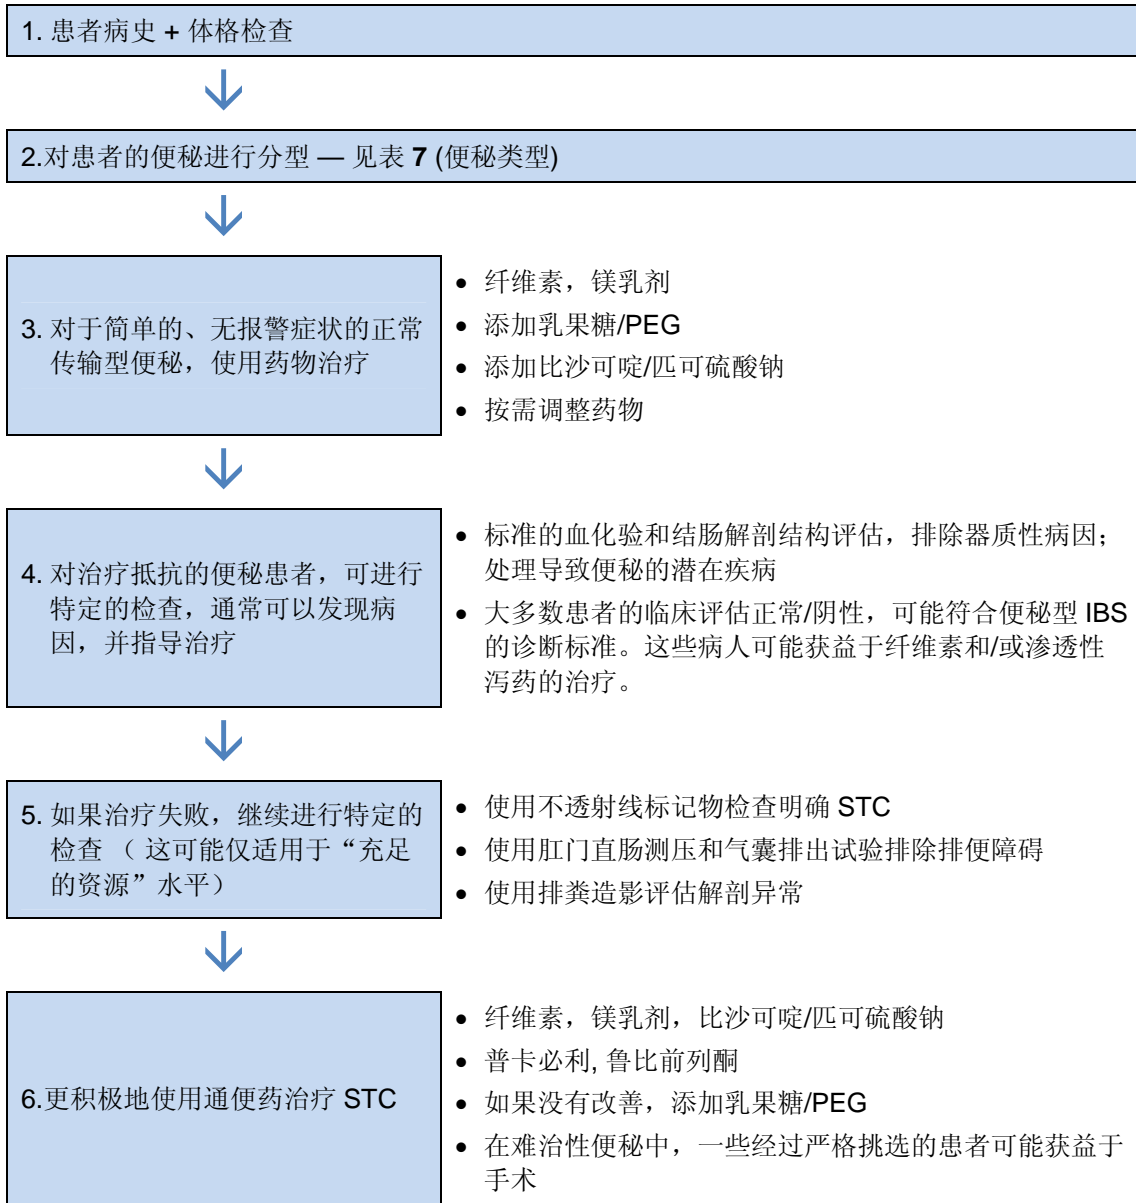 1. 患者病史 + 体格检查
2.对患者的便秘进行分型 — 见表 7 (便秘类型)
3. 对于简单的、无报警症状的正常
传输型便秘，使用药物治疗
• 纤维素，镁乳剂
• 添加乳果糖/PEG
• 添加比沙可啶/匹可硫酸钠
• 按需调整药物
4. 对治疗抵抗的便秘患者，可进行
特定的检查，通常可以发现病
因，并指导治疗
• 标准的血化验和结肠解剖结构评估，排除器质性病因；
处理导致便秘的潜在疾病
• 大多数患者的临床评估正常/阴性，可能符合便秘型 IBS
的诊断标准。这些病人可能获益于纤维素和/或渗透性
泻药的治疗。
5. 如果治疗失败，继续进行特定的
检查 （ 这可能仅适用于“充足
的资源”水平）
• 使用不透射线标记物检查明确 STC
• 使用肛门直肠测压和气囊排出试验排除排便障碍
• 使用排粪造影评估解剖异常
6.更积极地使用通便药治疗 STC
• 纤维素，镁乳剂，比沙可啶/匹可硫酸钠
• 普卡必利, 鲁比前列酮
• 如果没有改善，添加乳果糖/PEG
• 在难治性便秘中，一些经过严格挑选的患者可能获益于
手术